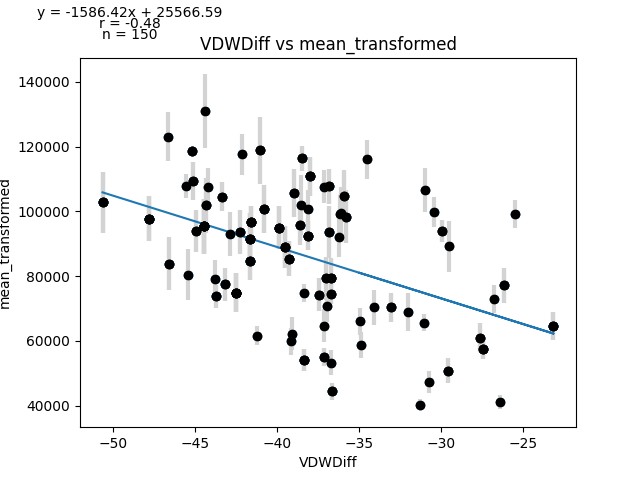 y = -1586.42x + 25566.59
r = -0.48
n = 150
VDWDiff vs mean_transformed
140000
120000
100000
80000
60000
40000
mean_transformed
−50
−45
−40
−35
−30
−25
VDWDiff